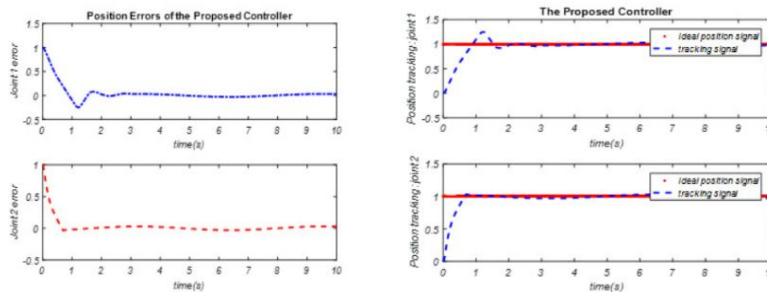 Position Errors of the Proposed Controller
1.5
1
0.5
0
-0.5
Joint 1 error
0 1 2 3 4 5 6 7 8 9 10
time(s)
1
0.5
0
-0.5
Joint 2 error
0 1 2 3 4 5 6 7 8 9 10
time(s)
The Proposed Controller
1.5
1
0.5
0
-0.5
Position tracking : joint 1
Ideal position signal
tracking signal
0 1 2 3 4 5 6 7 8 9
time(s)
1.5
1
0.5
0
Position tracking : joint 2
Ideal position signal
tracking signal
0 1 2 3 4 5 6 7 8 9
time(s)